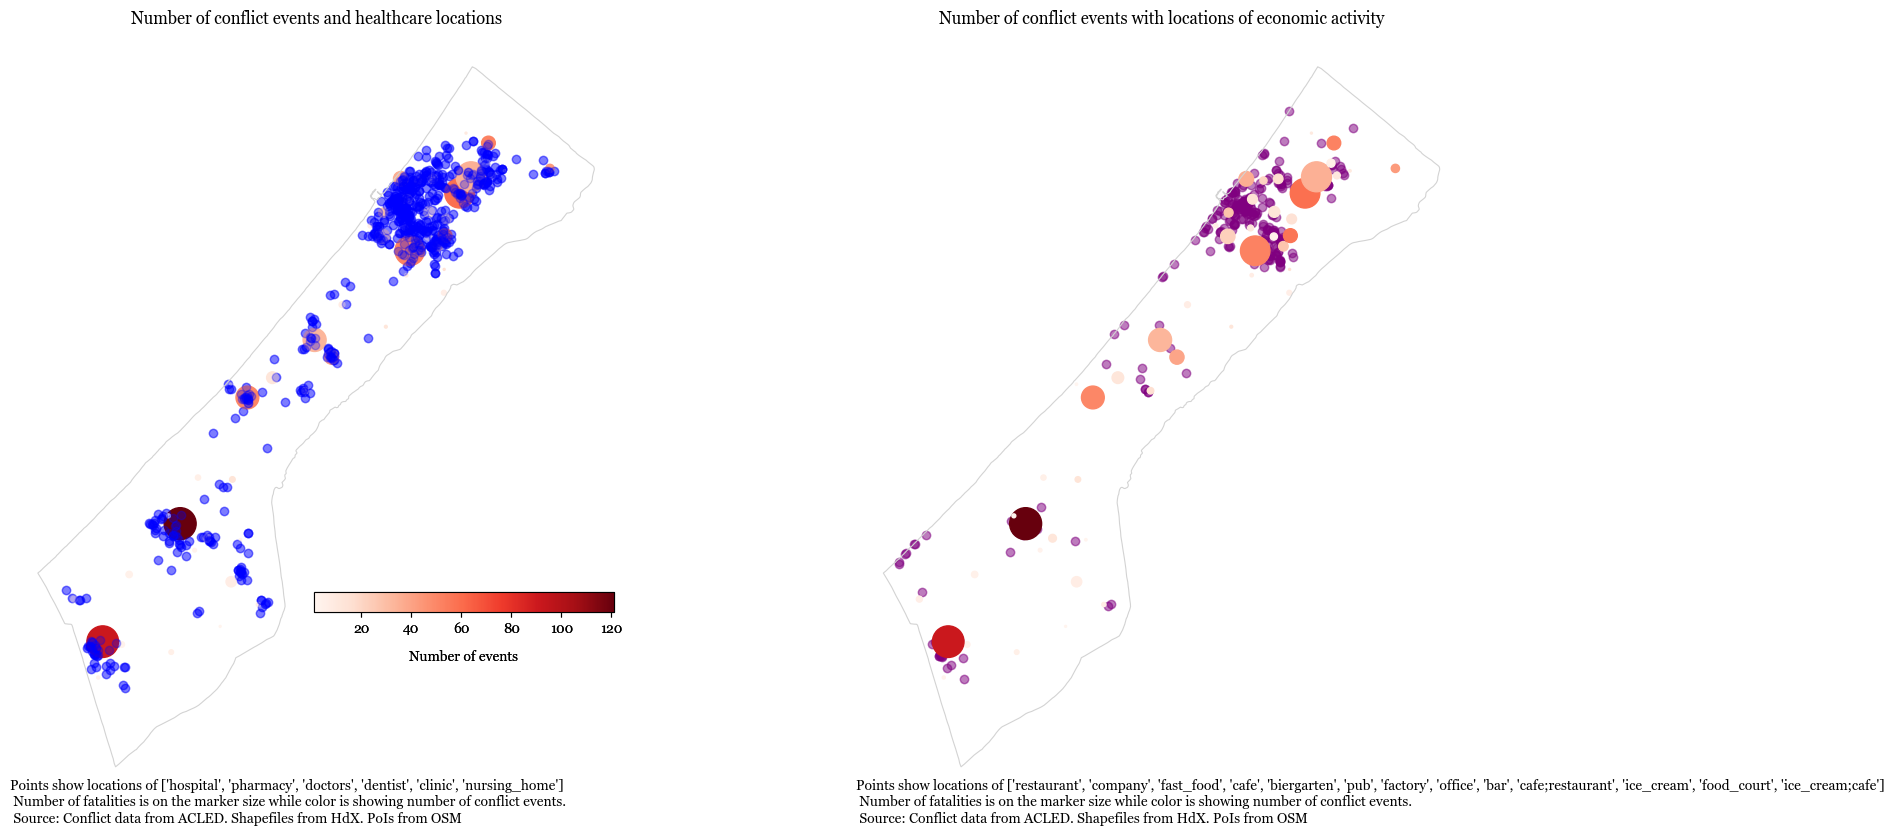 Number of conflict events and healthcare locations
Number of conflict events with locations of economic activity
20 40 60 80 100 120
Number of events
Points show locations of ['hospital', 'pharmacy', 'doctors', 'dentist', 'clinic', 'nursing_home']
Number of fatalities is on the marker size while color is showing number of conflict events.
Source: Conflict data from ACLED. Shapefiles from HdX. PoIs from OSM
Points show locations of ['restaurant', 'company', 'fast_food', 'cafe', 'biergarten', 'pub', 'factory', 'office', 'bar', 'cafe;restaurant', 'ice_cream', 'food_court', 'ice_cream;cafe']
Number of fatalities is on the marker size while color is showing number of conflict events.
Source: Conflict data from ACLED. Shapefiles from HdX. PoIs from OSM